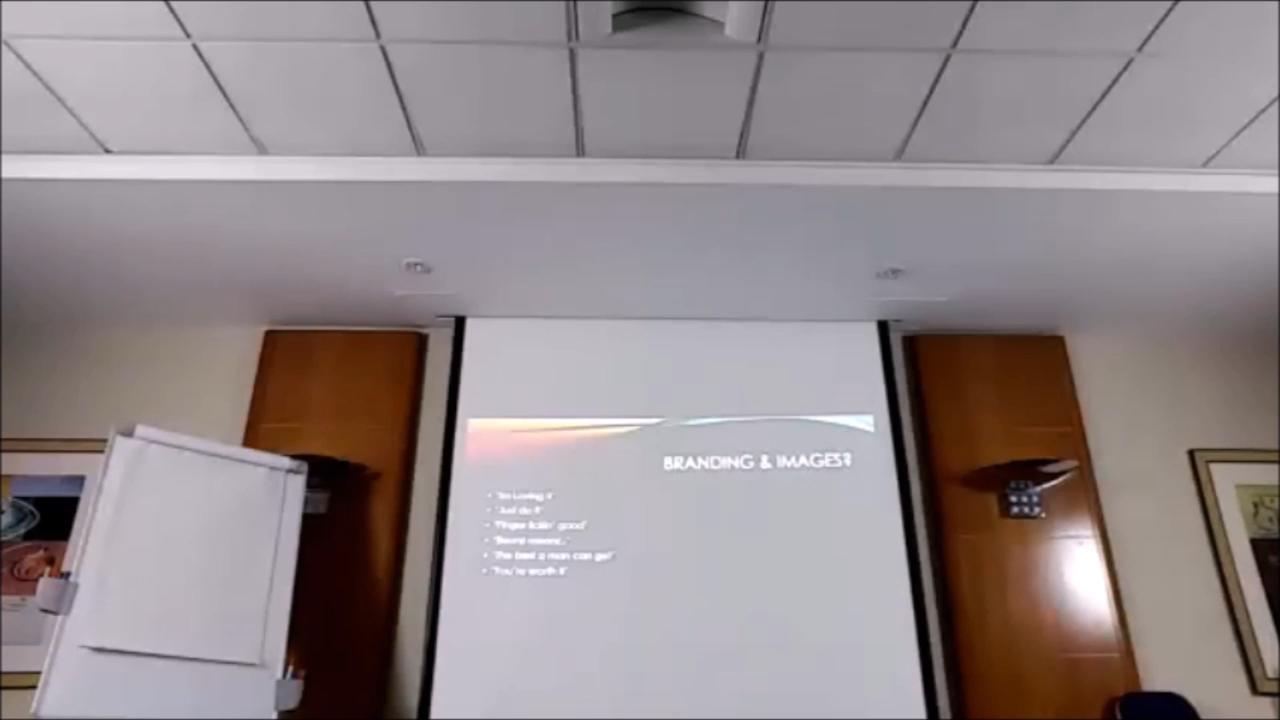 BRANDING & IMAGES?
• "Im Loving it"
• "Just do it"
• "Finger lickin' good"
• "Beanz meanz.."
• "The best a man can get"
• "You're worth it"